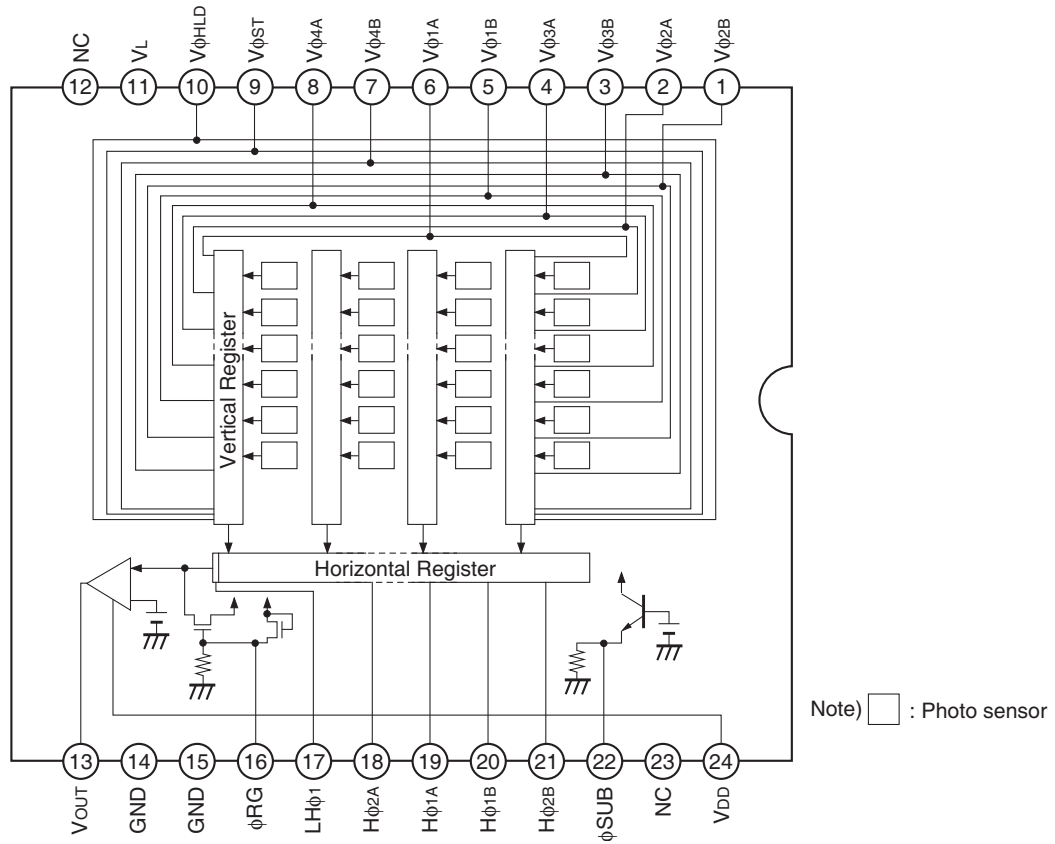 NC VL VφHLD VφST Vφ4A Vφ4B Vφ1A Vφ1B Vφ3A Vφ3B Vφ2A Vφ2B
12 11 10 9 8 7 6 5 4 3 2 1
Vertical Register
Horizontal Register
Note) : Photo sensor
13 14 15 16 17 18 19 20 21 22 23 24
VOUT GND GND φRG LHφ1 Hφ2A Hφ1A Hφ1B Hφ2B φSUB NC VDD